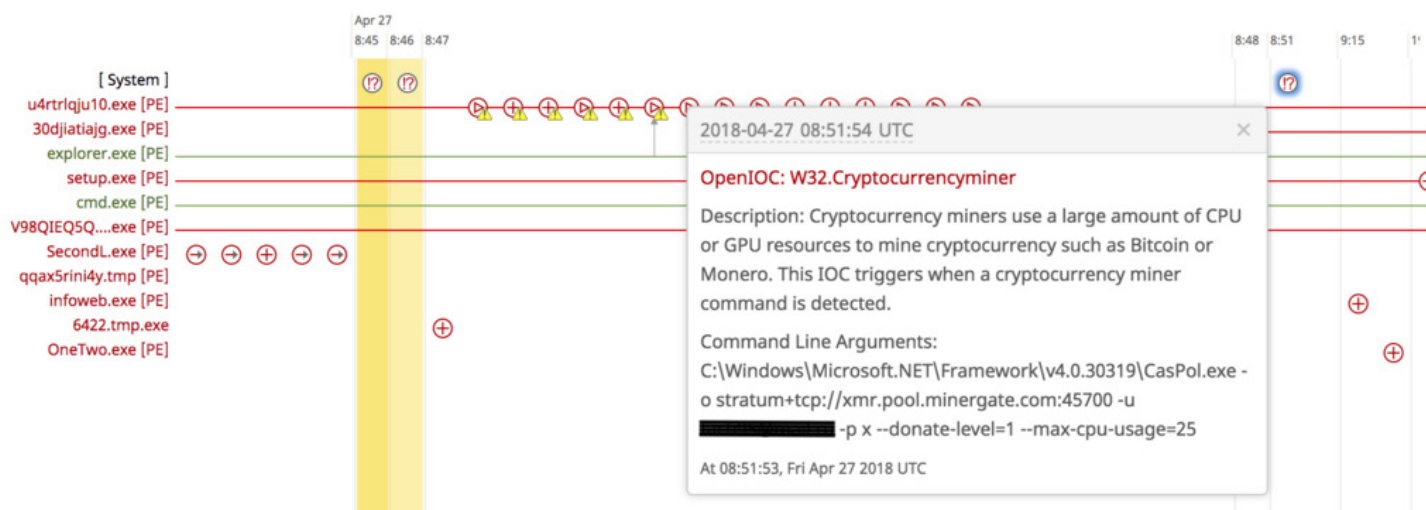 Apr 27
8:45 8:46 8:47 8:48 8:51 9:15
[ System ]
u4rtrlqju10.exe [PE]
30djiatiajg.exe [PE]
explorer.exe [PE]
setup.exe [PE]
cmd.exe [PE]
V98QIEQ5Q....exe [PE]
SecondL.exe [PE]
qqax5rini4y.tmp [PE]
infoweb.exe [PE]
6422.tmp.exe
OneTwo.exe [PE]
2018-04-27 08:51:54 UTC
OpenIOC: W32.Cryptocurrencyminer
Description: Cryptocurrency miners use a large amount of CPU
or GPU resources to mine cryptocurrency such as Bitcoin or
Monero. This IOC triggers when a cryptocurrency miner
command is detected.
Command Line Arguments:
C:\Windows\Microsoft.NET\Framework\v4.0.30319\CasPol.exe -
o stratum+tcp://xmr.pool.minergate.com:45700 -u
-p x --donate-level=1 --max-cpu-usage=25
At 08:51:53, Fri Apr 27 2018 UTC